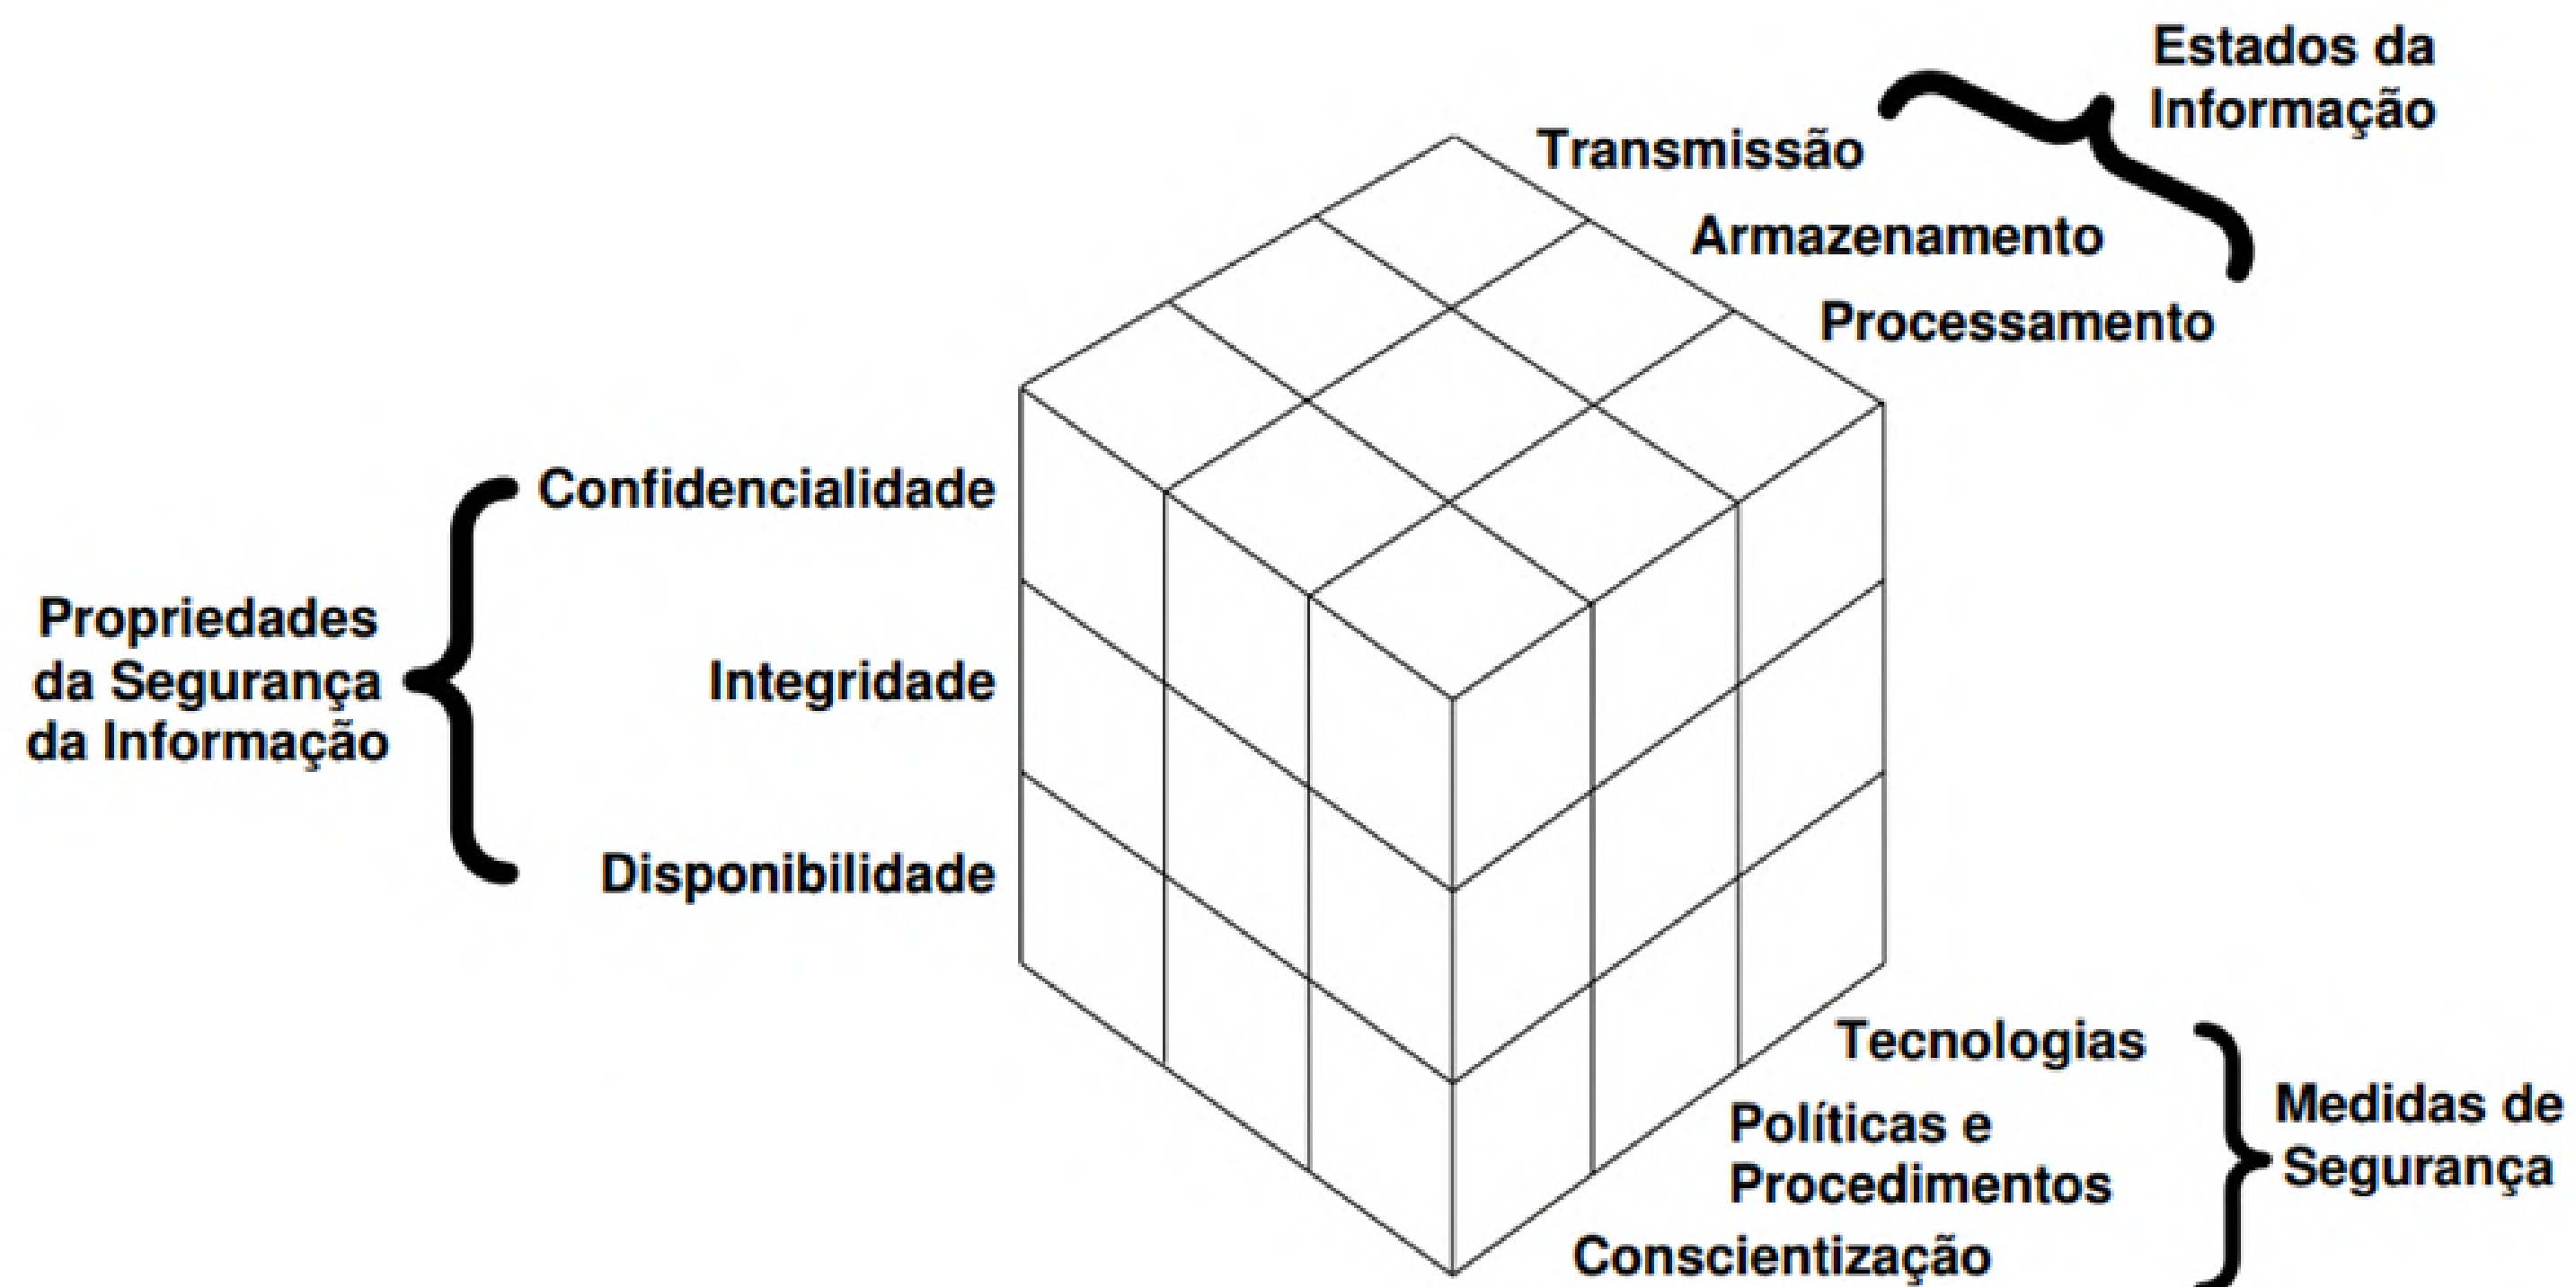 Estados da
Informação
Transmissão
Armazenamento
Processamento
Confidencialidade
Propriedades
da Segurança
da Informação
Integridade
Disponibilidade
Tecnologias
Políticas e
Procedimentos
Conscientização
Medidas de
Segurança